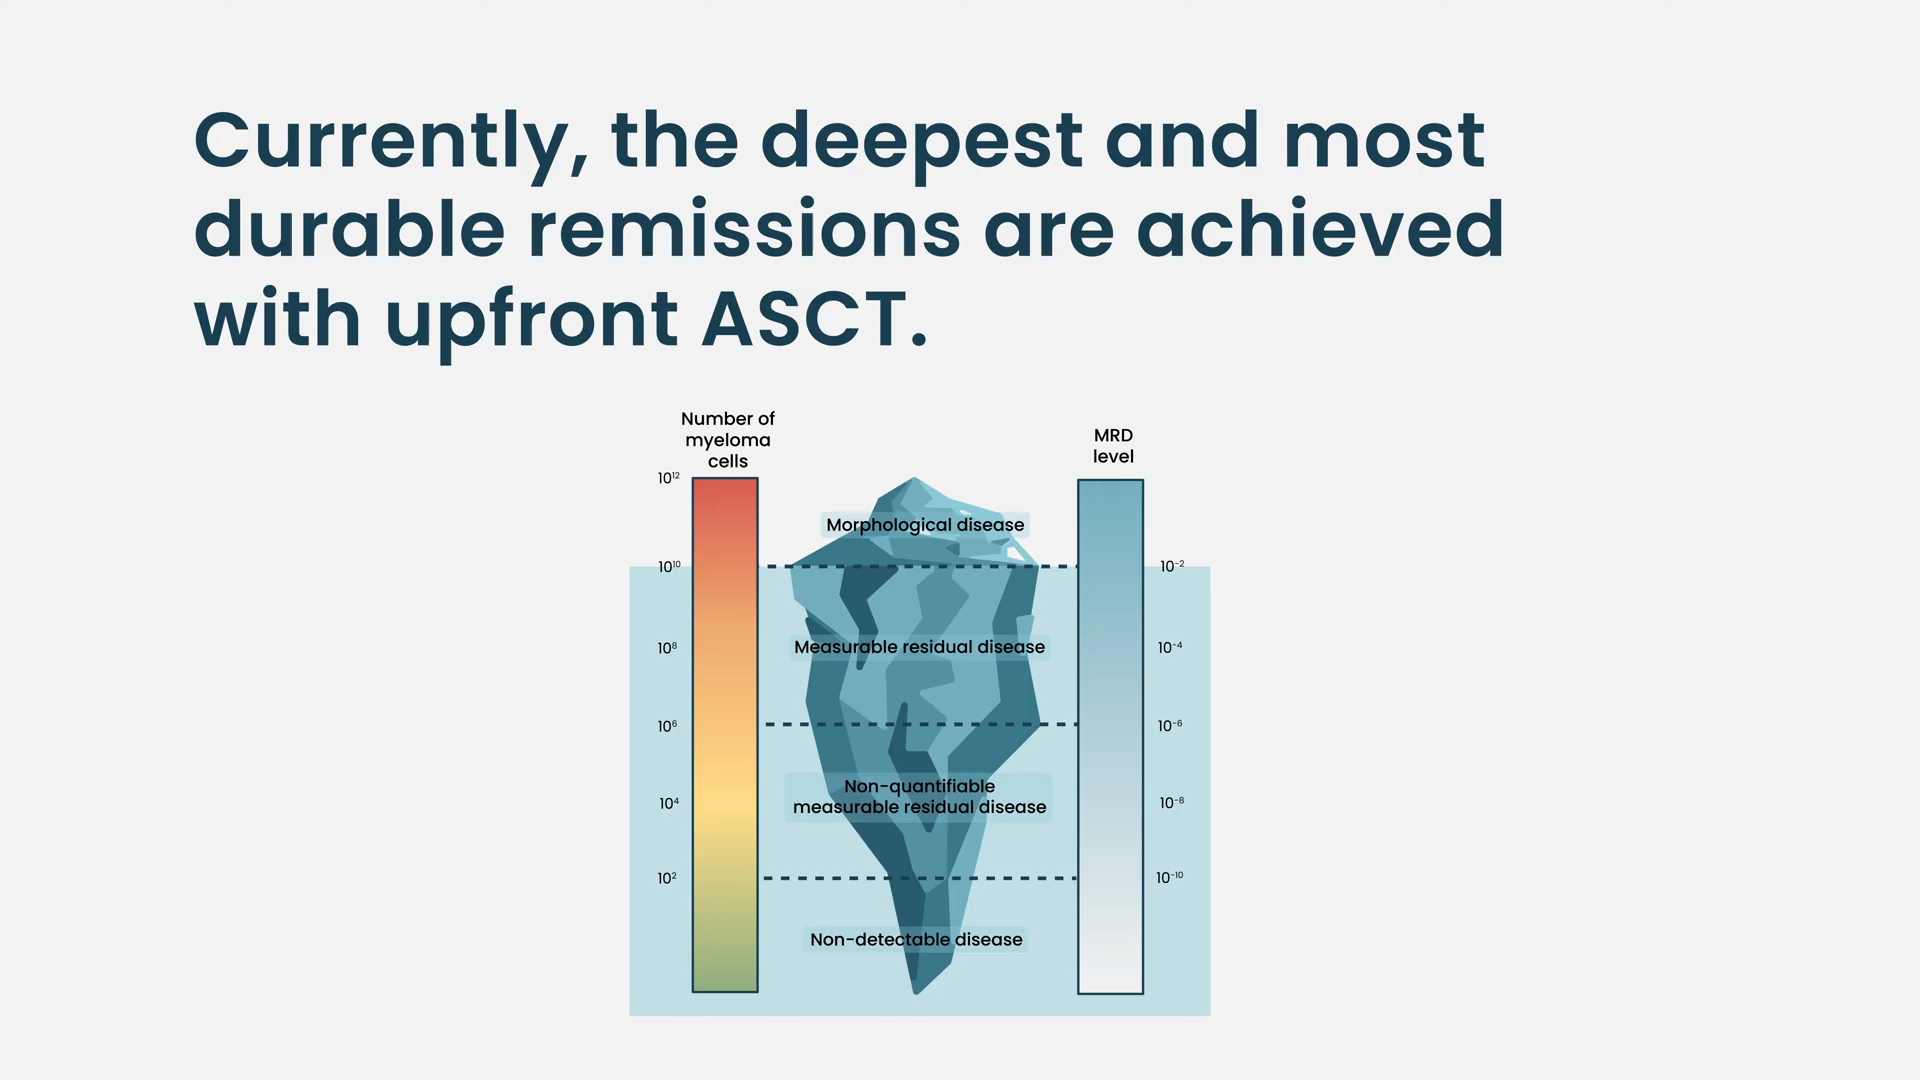 Currently, the deepest and most
durable remissions are achieved
with upfront ASCT.
Number of
myeloma
cells
MRD
level
10¹²
Morphological disease
10¹⁰
10⁻²
10⁸
Measurable residual disease
10⁻⁴
10⁶
10⁻⁶
Non-quantifiable
measurable residual disease
10⁴
10⁻⁸
10²
10⁻¹⁰
Non-detectable disease